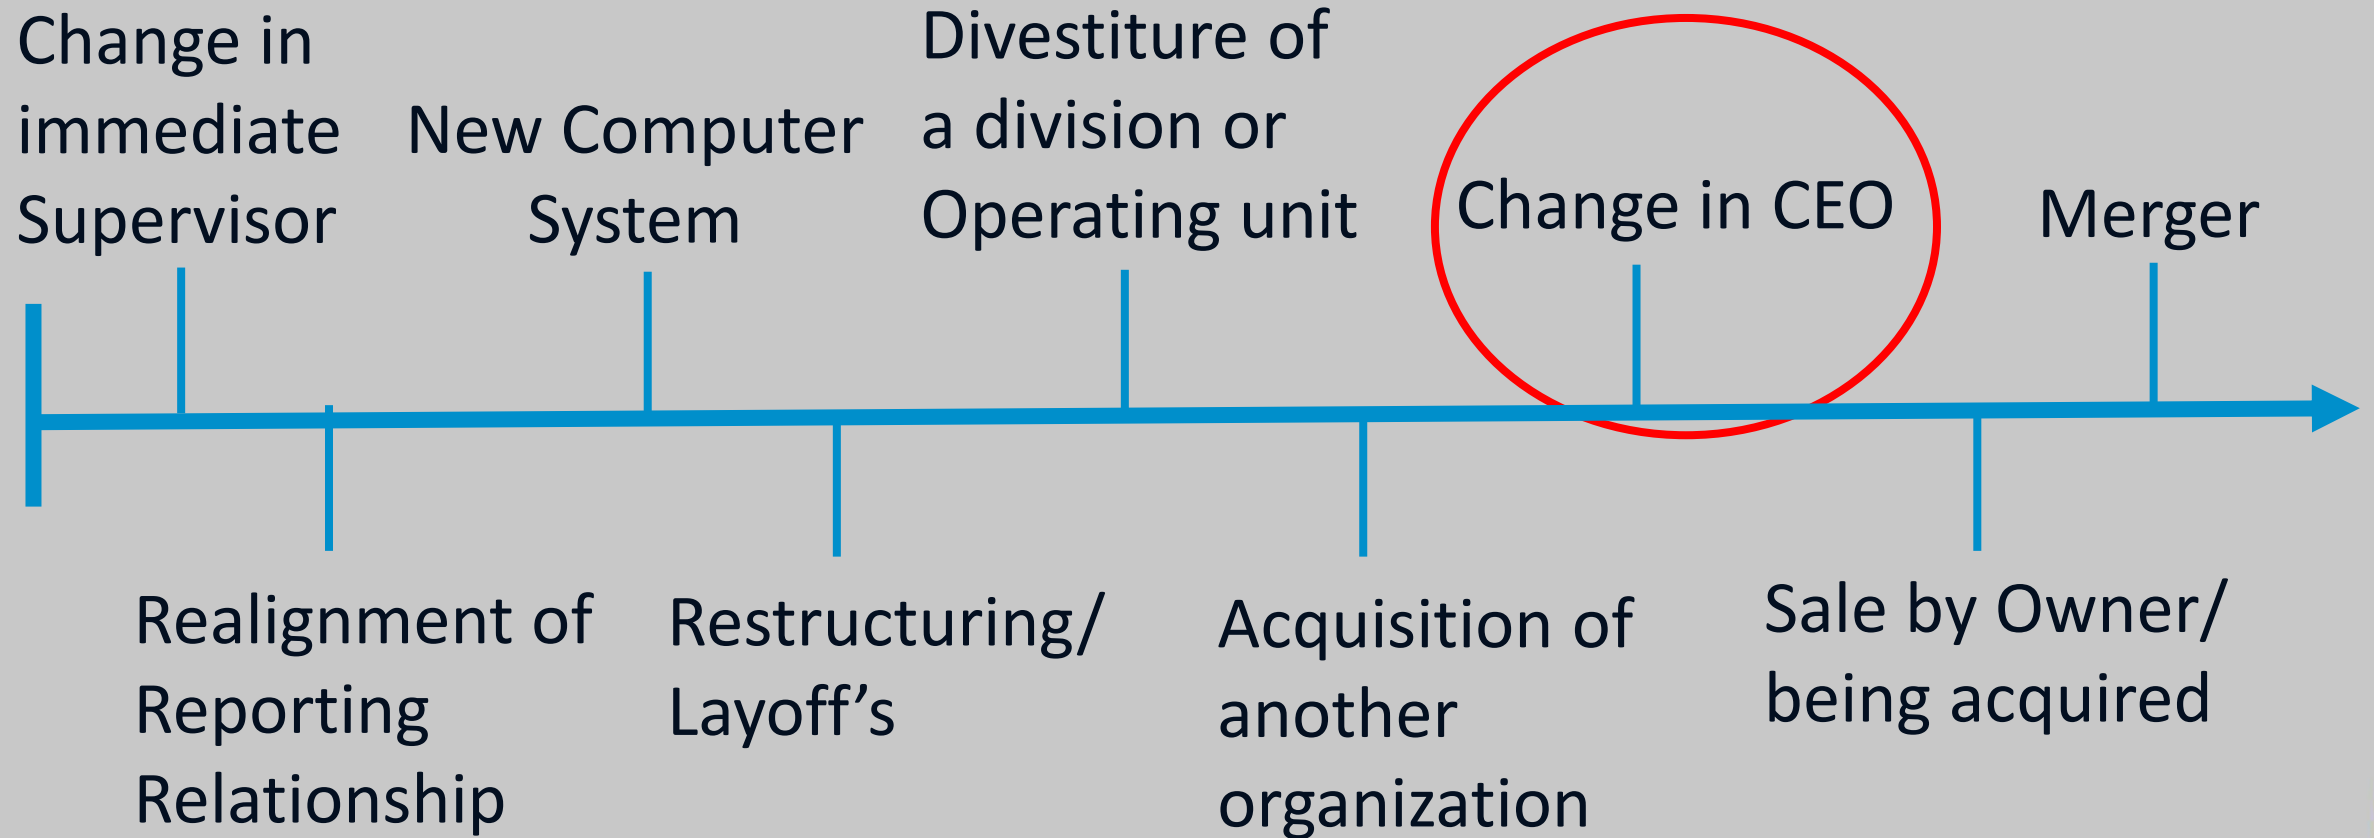 Change in
immediate
Supervisor
New Computer
System
Divestiture of
a division or
Operating unit
Change in CEO
Merger
Realignment of
Reporting
Relationship
Restructuring/
Layoff’s
Acquisition of
another
organization
Sale by Owner/
being acquired